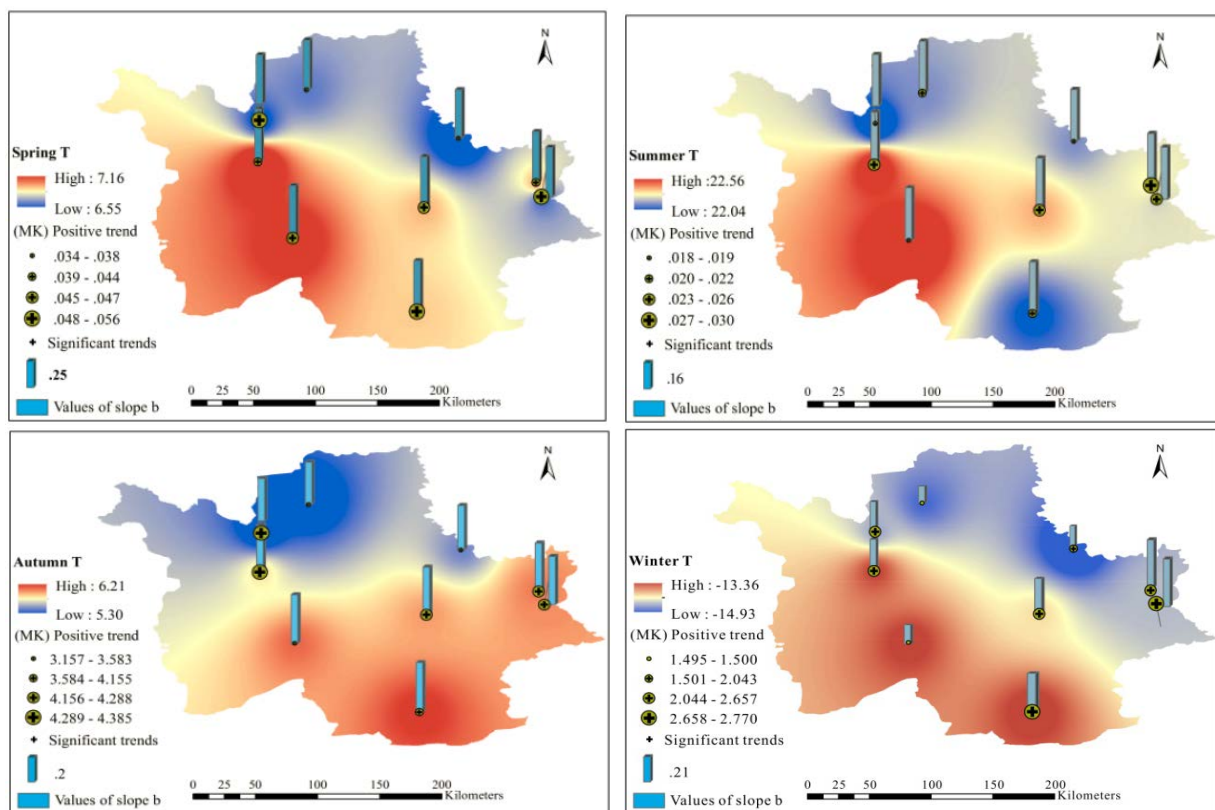 N
Spring T
High : 7.16
Low : 6.55
(MK) Positive trend
.034 - .038
.039 - .044
.045 - .047
.048 - .056
Significant trends
.25
Values of slope b
0 25 50 100 150 200
Kilometers
N
Summer T
High :22.56
Low : 22.04
(MK) Positive trend
.018 - .019
.020 - .022
.023 - .026
.027 - .030
Significant trends
.16
Values of slope b
0 25 50 100 150 200
Kilometers
N
Autumn T
High : 6.21
Low : 5.30
(MK) Positive trend
3.157 - 3.583
3.584 - 4.155
4.156 - 4.288
4.289 - 4.385
Significant trends
.2
Values of slope b
0 25 50 100 150 200
Kilometers
N
Winter T
High : -13.36
Low : -14.93
(MK) Positive trend
1.495 - 1.500
1.501 - 2.043
2.044 - 2.657
2.658 - 2.770
Significant trends
.21
Values of slope b
0 25 50 100 150 200
Kilometers